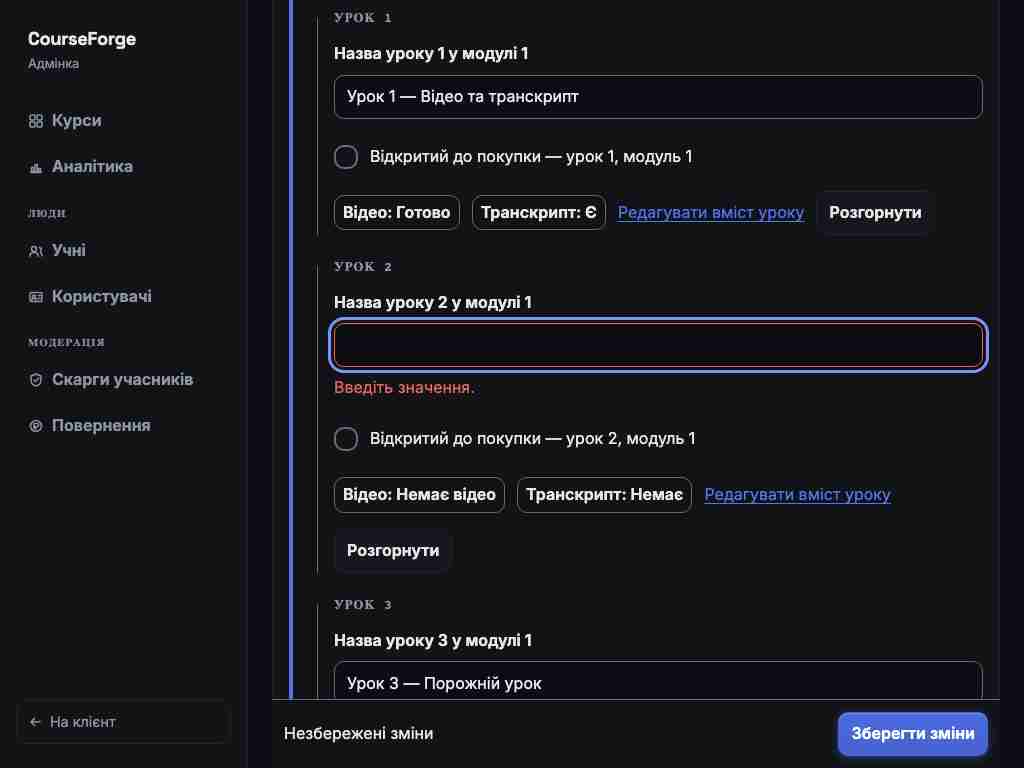 CourseForge
Адмінка
Курси
Аналітика
ЛЮДИ
Учні
Користувачі
МОДЕРАЦІЯ
Скарги учасників
Повернення
← На клієнт
УРОК 1
Назва уроку 1 у модулі 1
Урок 1 — Відео та транскрипт
Відкритий до покупки — урок 1, модуль 1
Відео: Готово Транскрипт: Є Редагувати вміст уроку Розгорнути
УРОК 2
Назва уроку 2 у модулі 1
Введіть значення.
Відкритий до покупки — урок 2, модуль 1
Відео: Немає відео Транскрипт: Немає Редагувати вміст уроку
Розгорнути
УРОК 3
Назва уроку 3 у модулі 1
Урок 3 — Порожній урок
Незбережені зміни Зберегти зміни